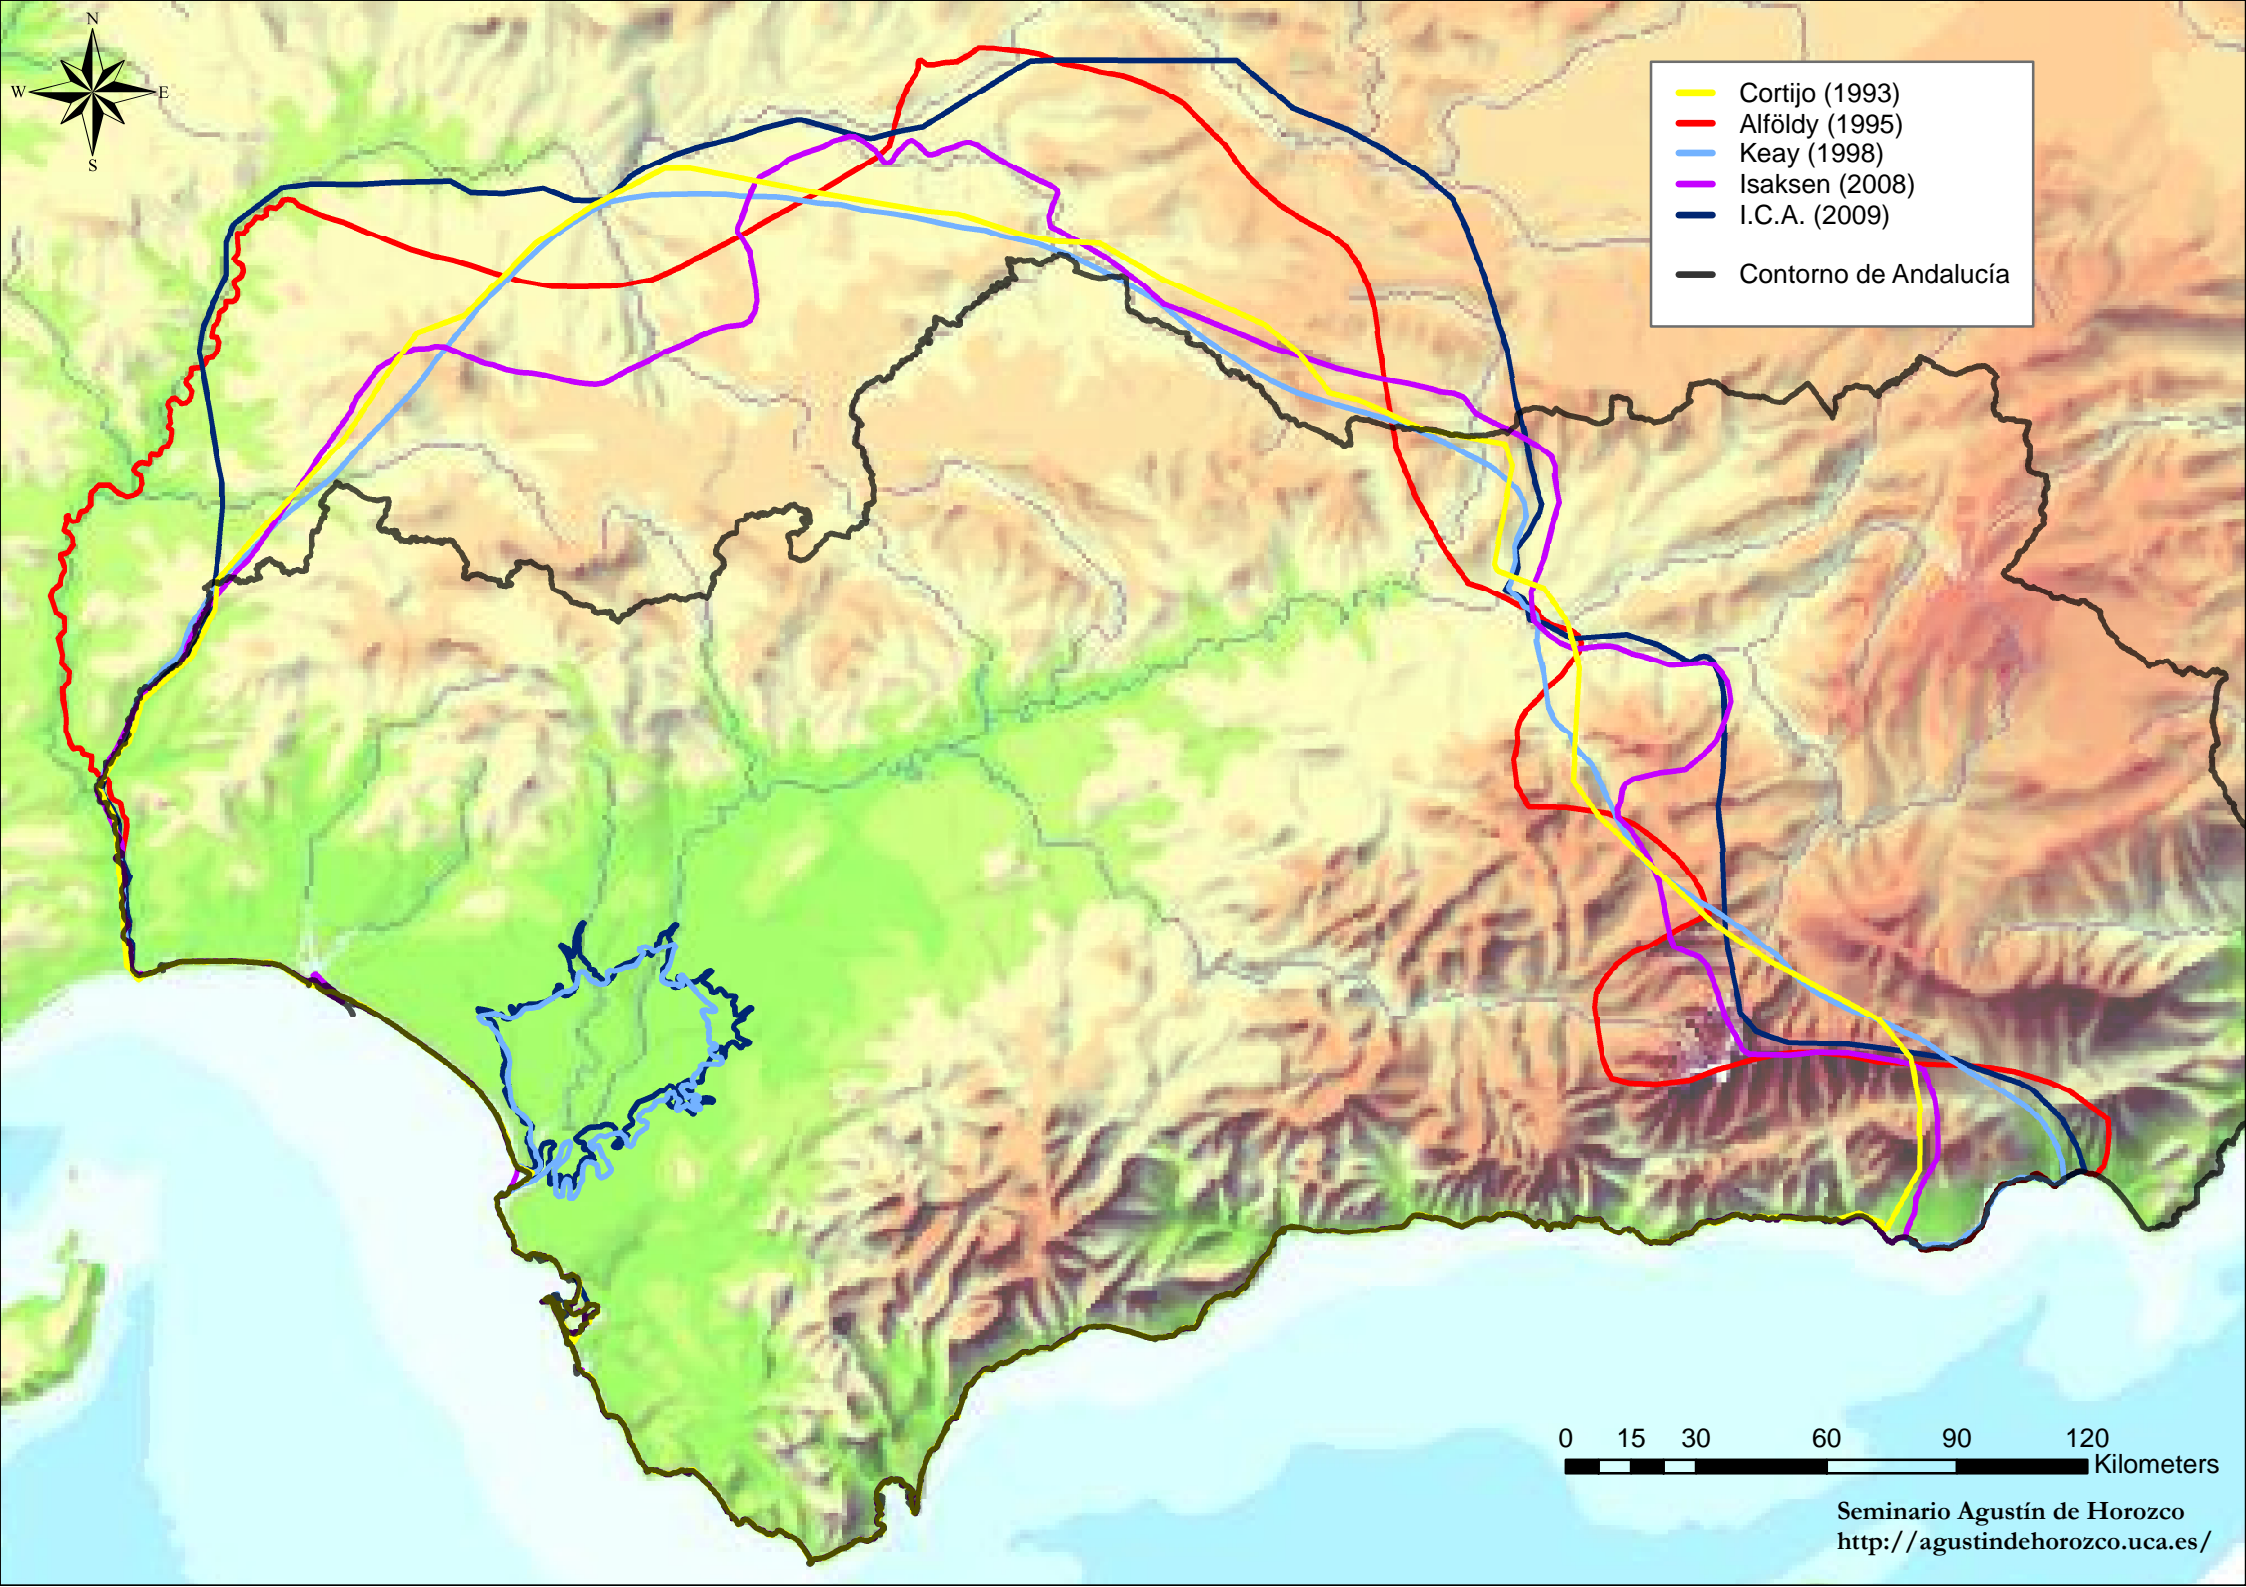 N
W
E
S
Cortijo (1993)
Alföldy (1995)
Keay (1998)
Isaksen (2008)
I.C.A. (2009)
Contorno de Andalucía
0 15 30 60 90 120
Kilometers
Seminario Agustín de Horozco
http://agustindehorozco.uca.es/